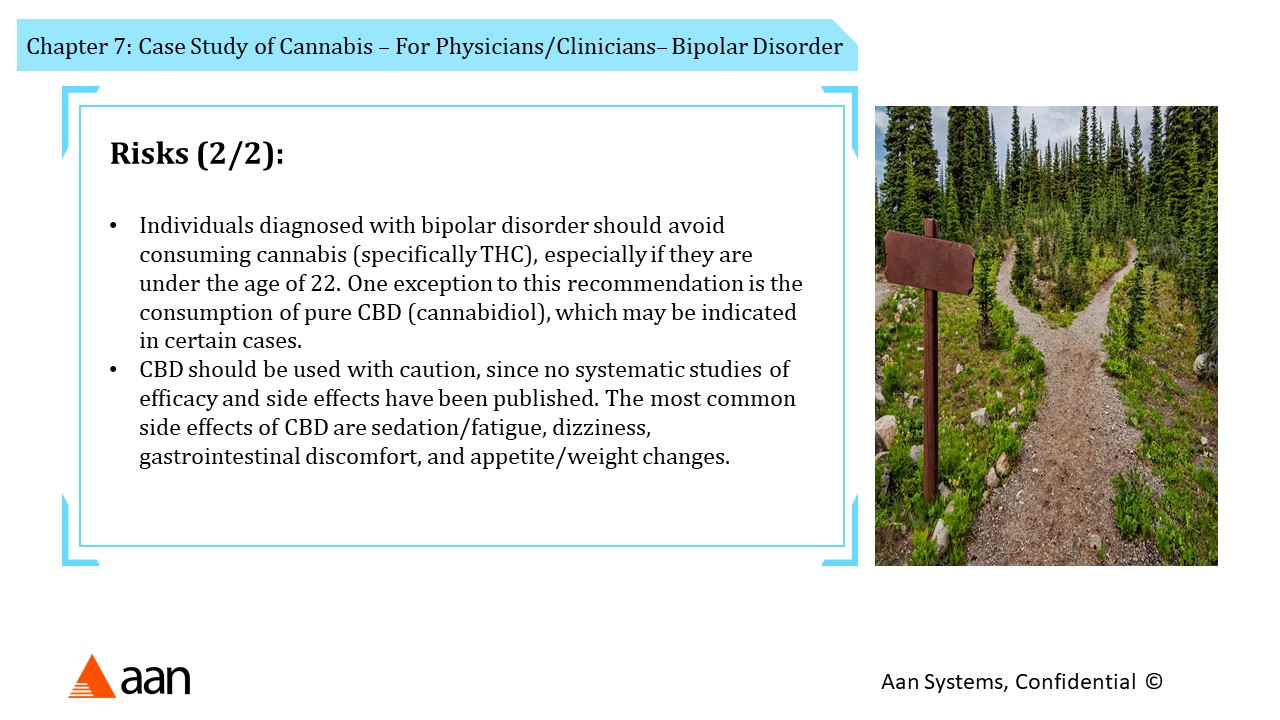 Chapter 7: Case Study of Cannabis – For Physicians/Clinicians– Bipolar Disorder
Risks (2/2):
• Individuals diagnosed with bipolar disorder should avoid
consuming cannabis (specifically THC), especially if they are
under the age of 22. One exception to this recommendation is the
consumption of pure CBD (cannabidiol), which may be indicated
in certain cases.
• CBD should be used with caution, since no systematic studies of
efficacy and side effects have been published. The most common
side effects of CBD are sedation/fatigue, dizziness,
gastrointestinal discomfort, and appetite/weight changes.
aan
Aan Systems, Confidential ©